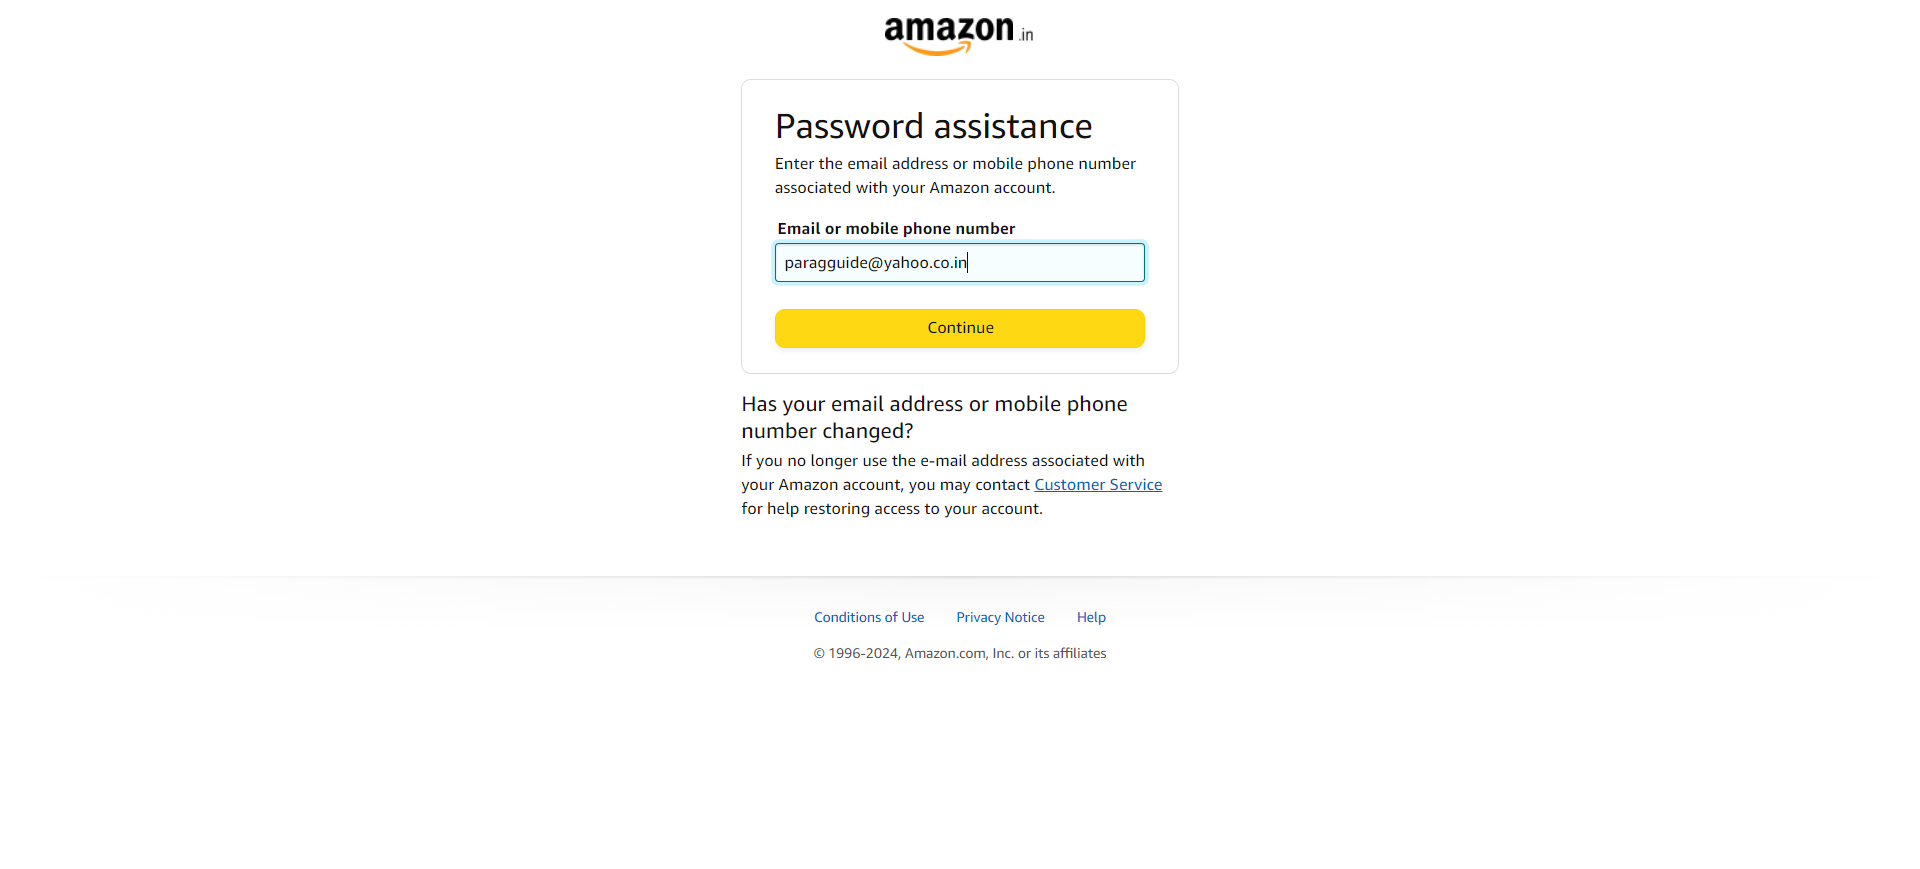 amazon.in
Password assistance
Enter the email address or mobile phone number
associated with your Amazon account.
Email or mobile phone number
paragguide@yahoo.co.in
Continue
Has your email address or mobile phone
number changed?
If you no longer use the e-mail address associated with
your Amazon account, you may contact Customer Service
for help restoring access to your account.
Conditions of Use Privacy Notice Help
© 1996-2024, Amazon.com, Inc. or its affiliates